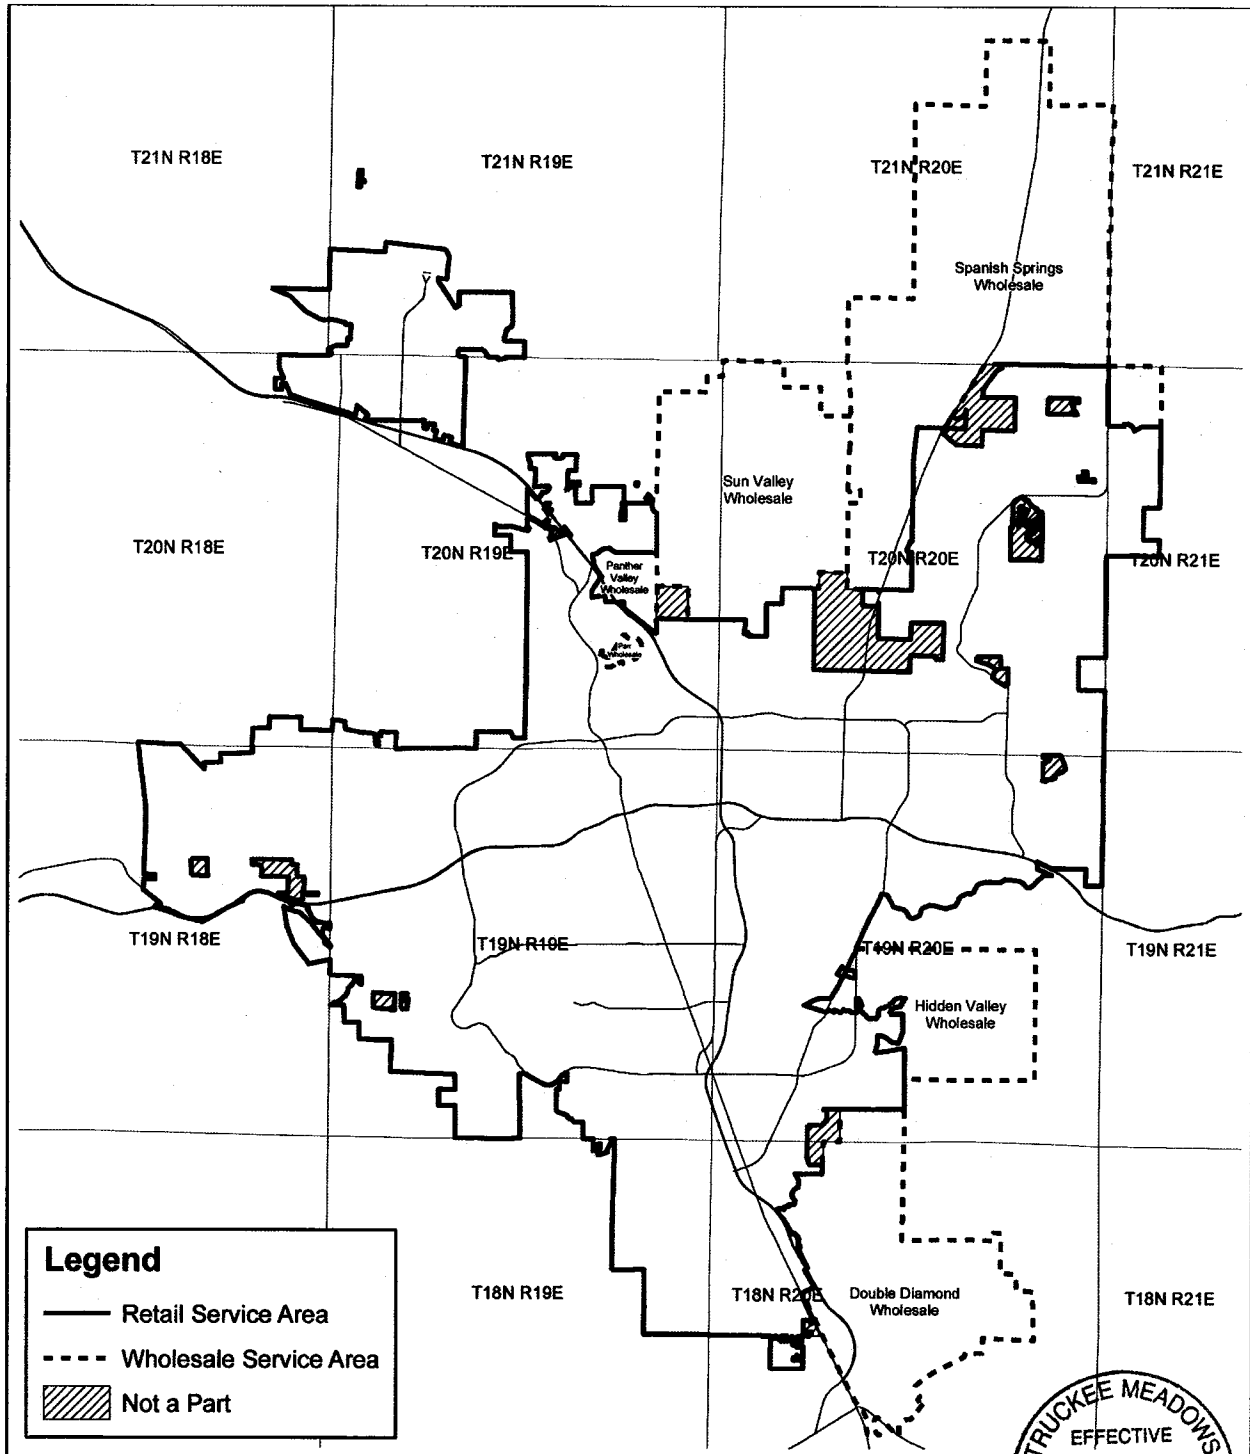 T21N R18E
T21N R19E
T21N R20E
T21N R21E
Spanish Springs
Wholesale
Sun Valley
Wholesale
T20N R18E
T20N R19E
Panther
Valley
Wholesale
T20N R20E
T20N R21E
Parr
Wholesale
T19N R18E
T19N R19E
T19N R20E
T19N R21E
Hidden Valley
Wholesale
T18N R19E
T18N R20E
Double Diamond
Wholesale
T18N R21E
Legend
Retail Service Area
Wholesale Service Area
Not a Part
TRUCKEE MEADOWS
EFFECTIVE